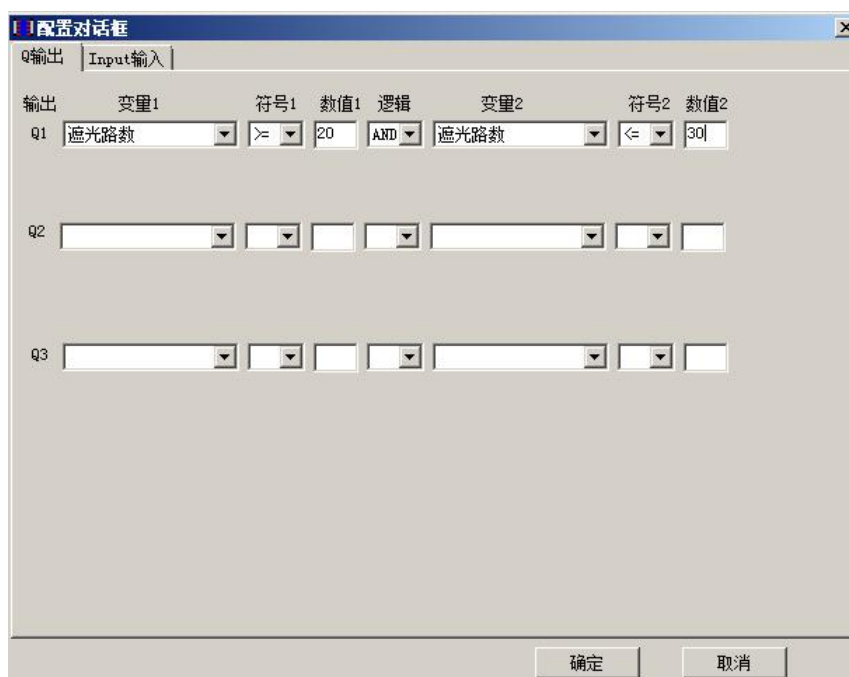 配置对话框
Q输出 Input输入
输出 变量1 符号1 数值1 逻辑 变量2 符号2 数值2
Q1 遮光路数 >= 20 AND 遮光路数 <= 30
Q2
Q3
确定 取消